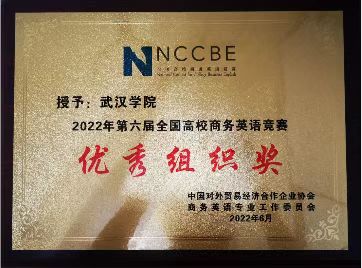 NCCBE
授予：武汉学院
2022年第六届全国高校商务英语竞赛
优秀组织奖
中国对外贸易经济合作企业协会
商务英语专业工作委员会
2022年6月